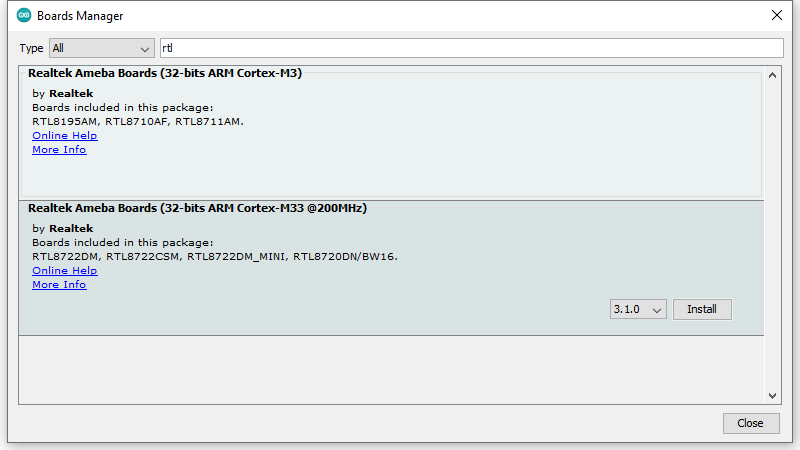 Boards Manager
Type All rtl
Realtek Ameba Boards (32-bits ARM Cortex-M3)
by Realtek
Boards included in this package:
RTL8195AM, RTL8710AF, RTL8711AM.
Online Help
More Info
Realtek Ameba Boards (32-bits ARM Cortex-M33 @200MHz)
by Realtek
Boards included in this package:
RTL8722DM, RTL8722CSM, RTL8722DM_MINI, RTL8720DN/BW16.
Online Help
More Info
3.1.0 Install
Close